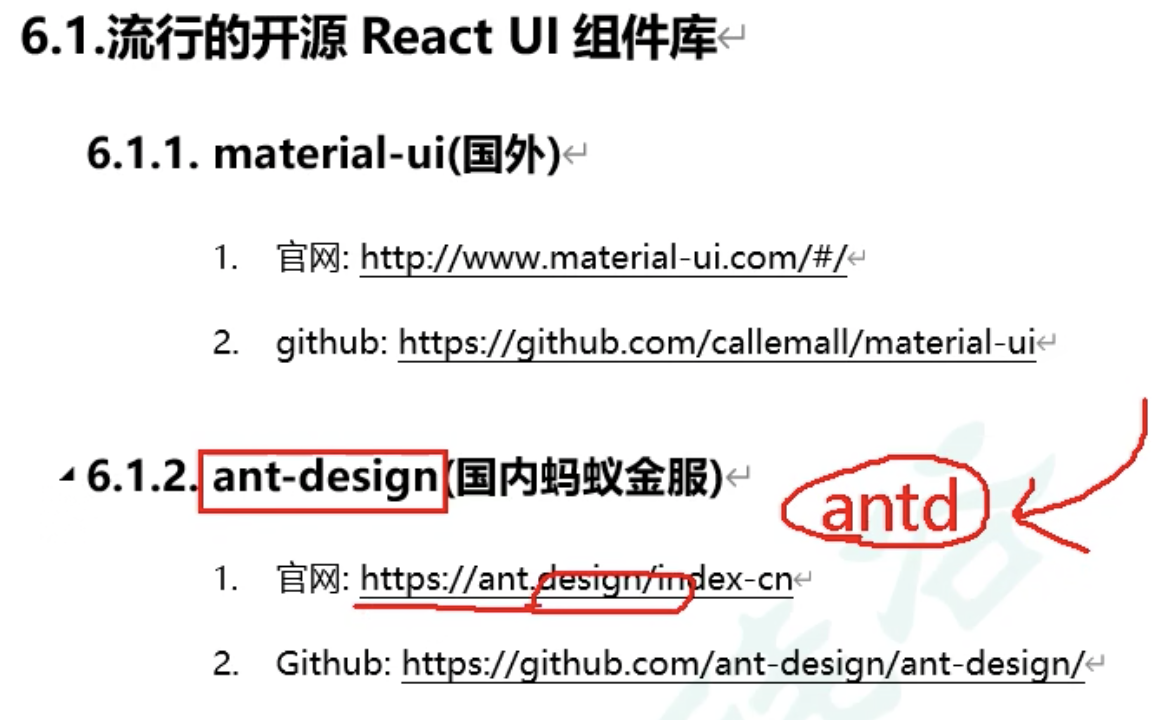 6.1.流行的开源 React UI 组件库
6.1.1. material-ui(国外)
1. 官网: http://www.material-ui.com/#/
2. github: https://github.com/callemall/material-ui
6.1.2. ant-design(国内蚂蚁金服)
antd
1. 官网: https://ant.design/index-cn
2. Github: https://github.com/ant-design/ant-design/